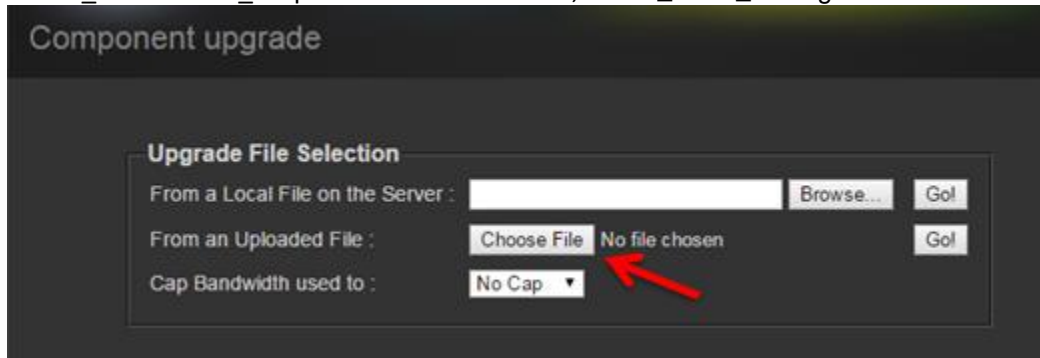 Component upgrade
Upgrade File Selection
From a Local File on the Server : Browse... Go!
From an Uploaded File : Choose File No file chosen Go!
Cap Bandwidth used to : No Cap